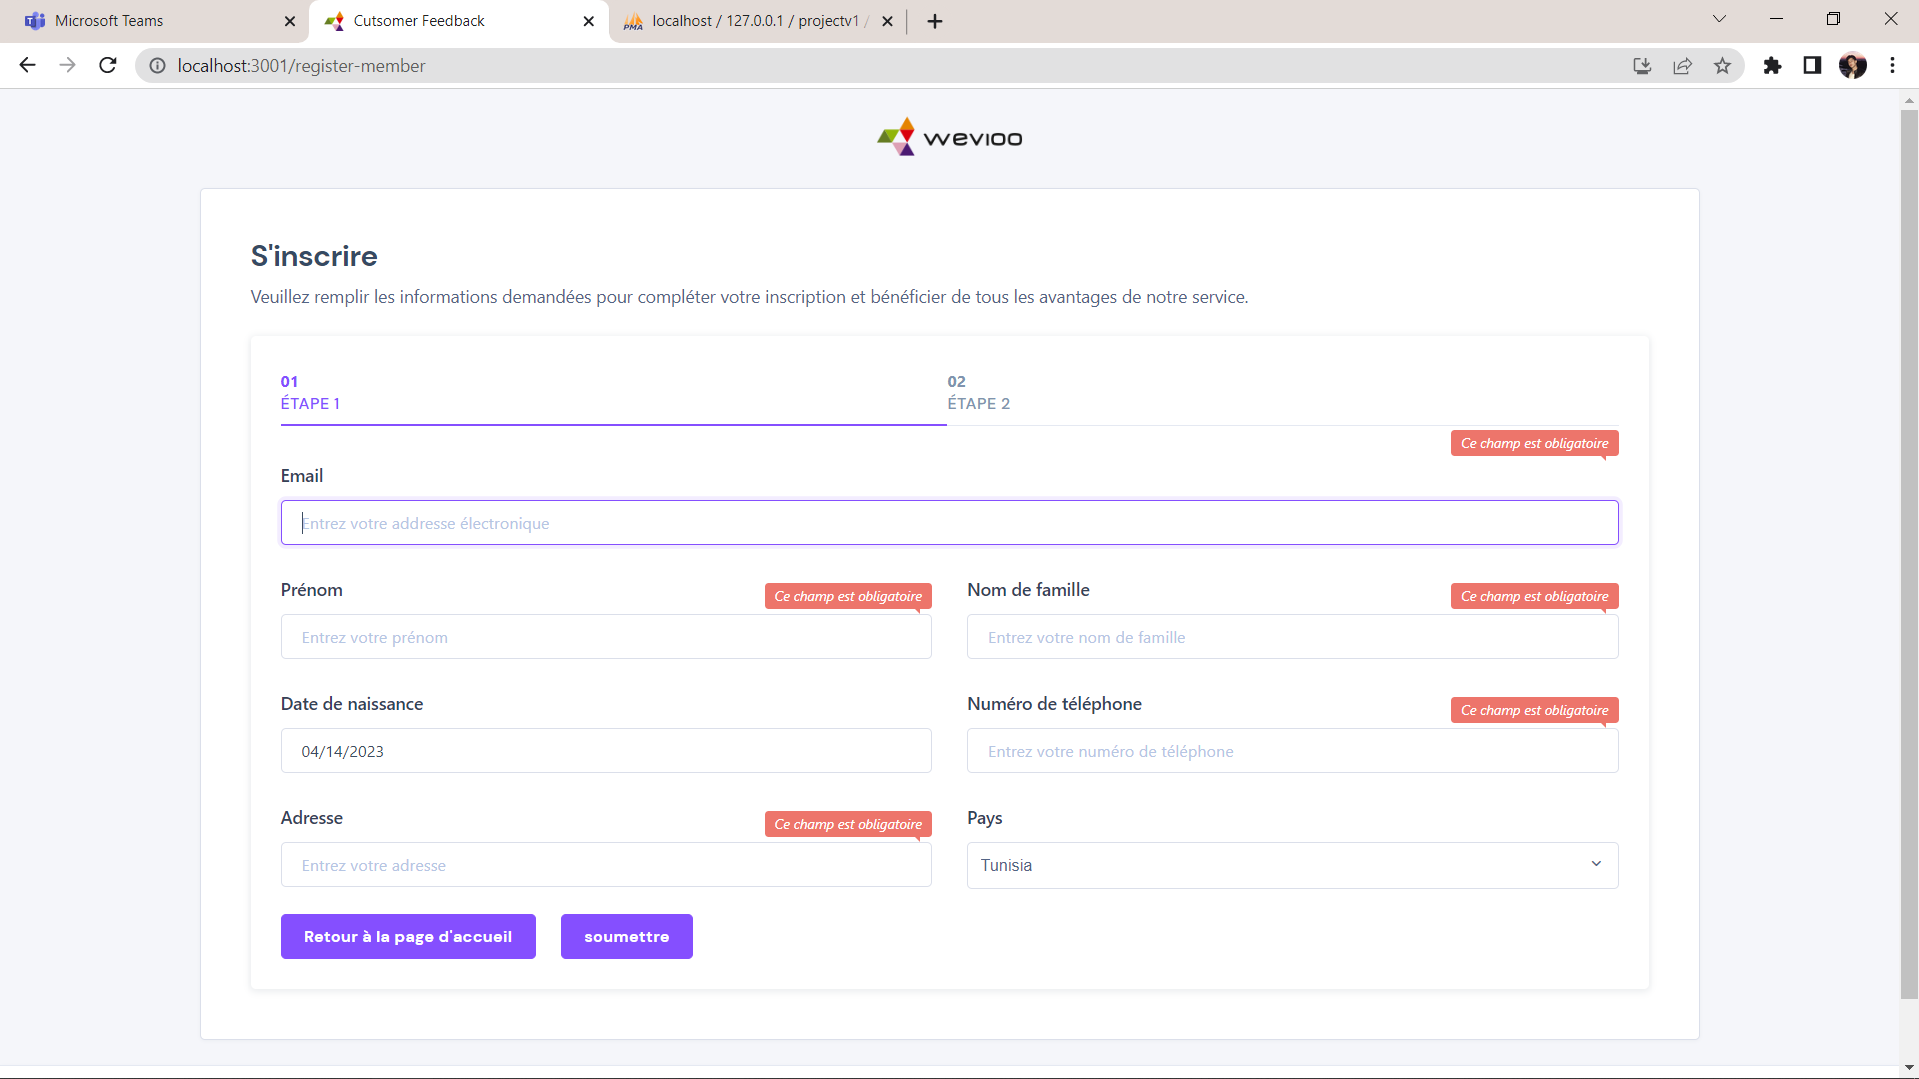 Microsoft Teams
Cutsomer Feedback
localhost / 127.0.0.1 / projectv1 /
localhost:3001/register-member
wevioo
S'inscrire
Veuillez remplir les informations demandées pour compléter votre inscription et bénéficier de tous les avantages de notre service.
01
ÉTAPE 1
02
ÉTAPE 2
Ce champ est obligatoire
Email
Entrez votre addresse électronique
Prénom
Ce champ est obligatoire
Entrez votre prénom
Nom de famille
Ce champ est obligatoire
Entrez votre nom de famille
Date de naissance
04/14/2023
Numéro de téléphone
Ce champ est obligatoire
Entrez votre numéro de téléphone
Adresse
Ce champ est obligatoire
Entrez votre adresse
Pays
Tunisia
Retour à la page d'accueil
soumettre